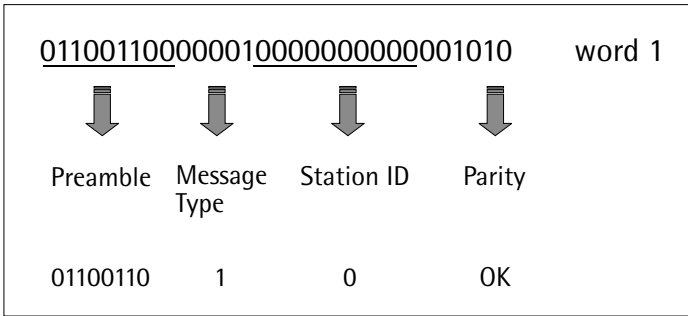 011001100000010000000000001010 word 1
Preamble Message Type Station ID Parity
01100110 1 0 OK